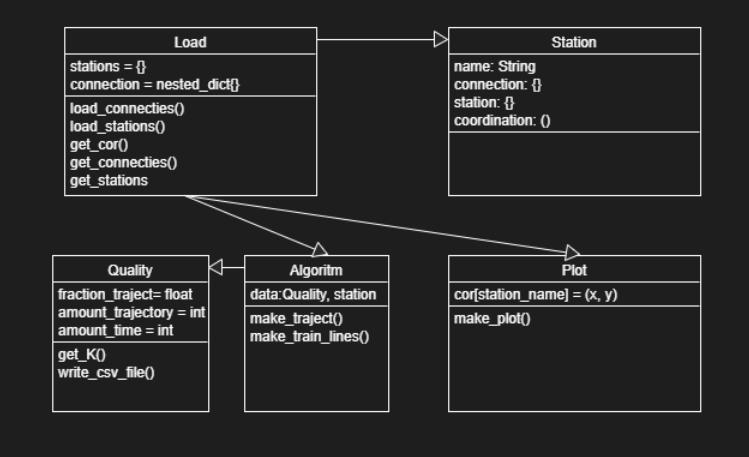 Load
stations = {}
connection = nested_dict{}
load_connecties()
load_stations()
get_cor()
get_connecties()
get_stations
Station
name: String
connection: {}
station: {}
coordination: ()
Quality
fraction_traject= float
amount_trajectory = int
amount_time = int
get_K()
write_csv_file()
Algoritm
data:Quality, station
make_traject()
make_train_lines()
Plot
cor[station_name] = (x, y)
make_plot()